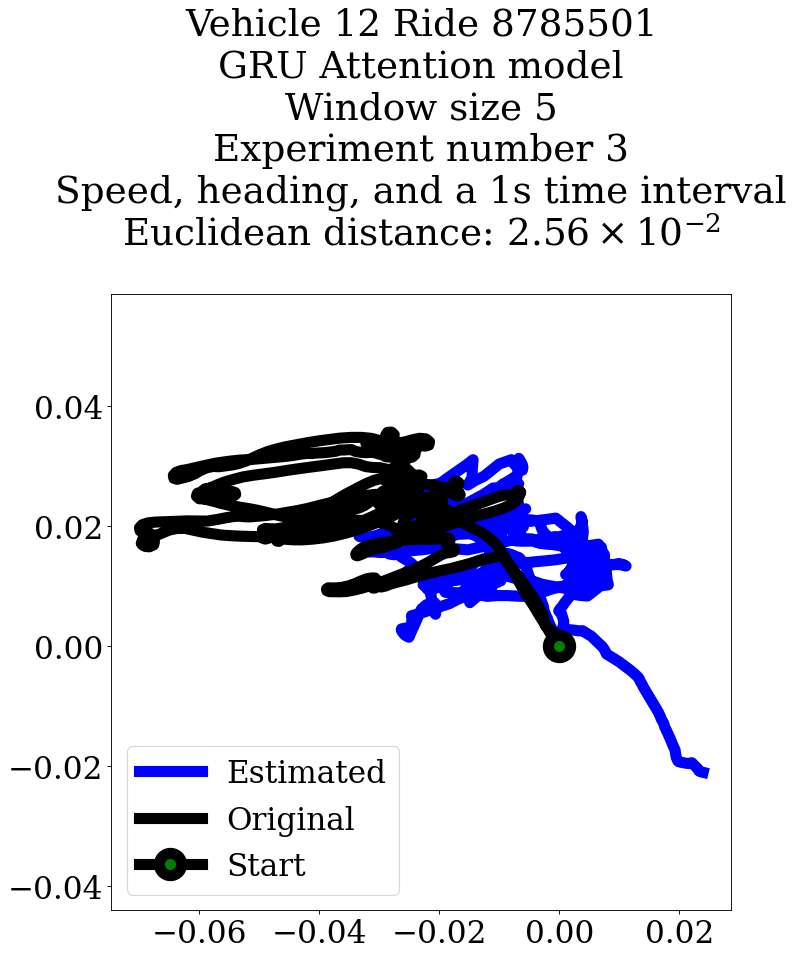 Vehicle 12 Ride 8785501
GRU Attention model
Window size 5
Experiment number 3
Speed, heading, and a 1s time interval
Euclidean distance: 2.56 × 10⁻²
0.04
0.02
0.00
−0.02
−0.04
Estimated
Original
Start
−0.06 −0.04 −0.02 0.00 0.02